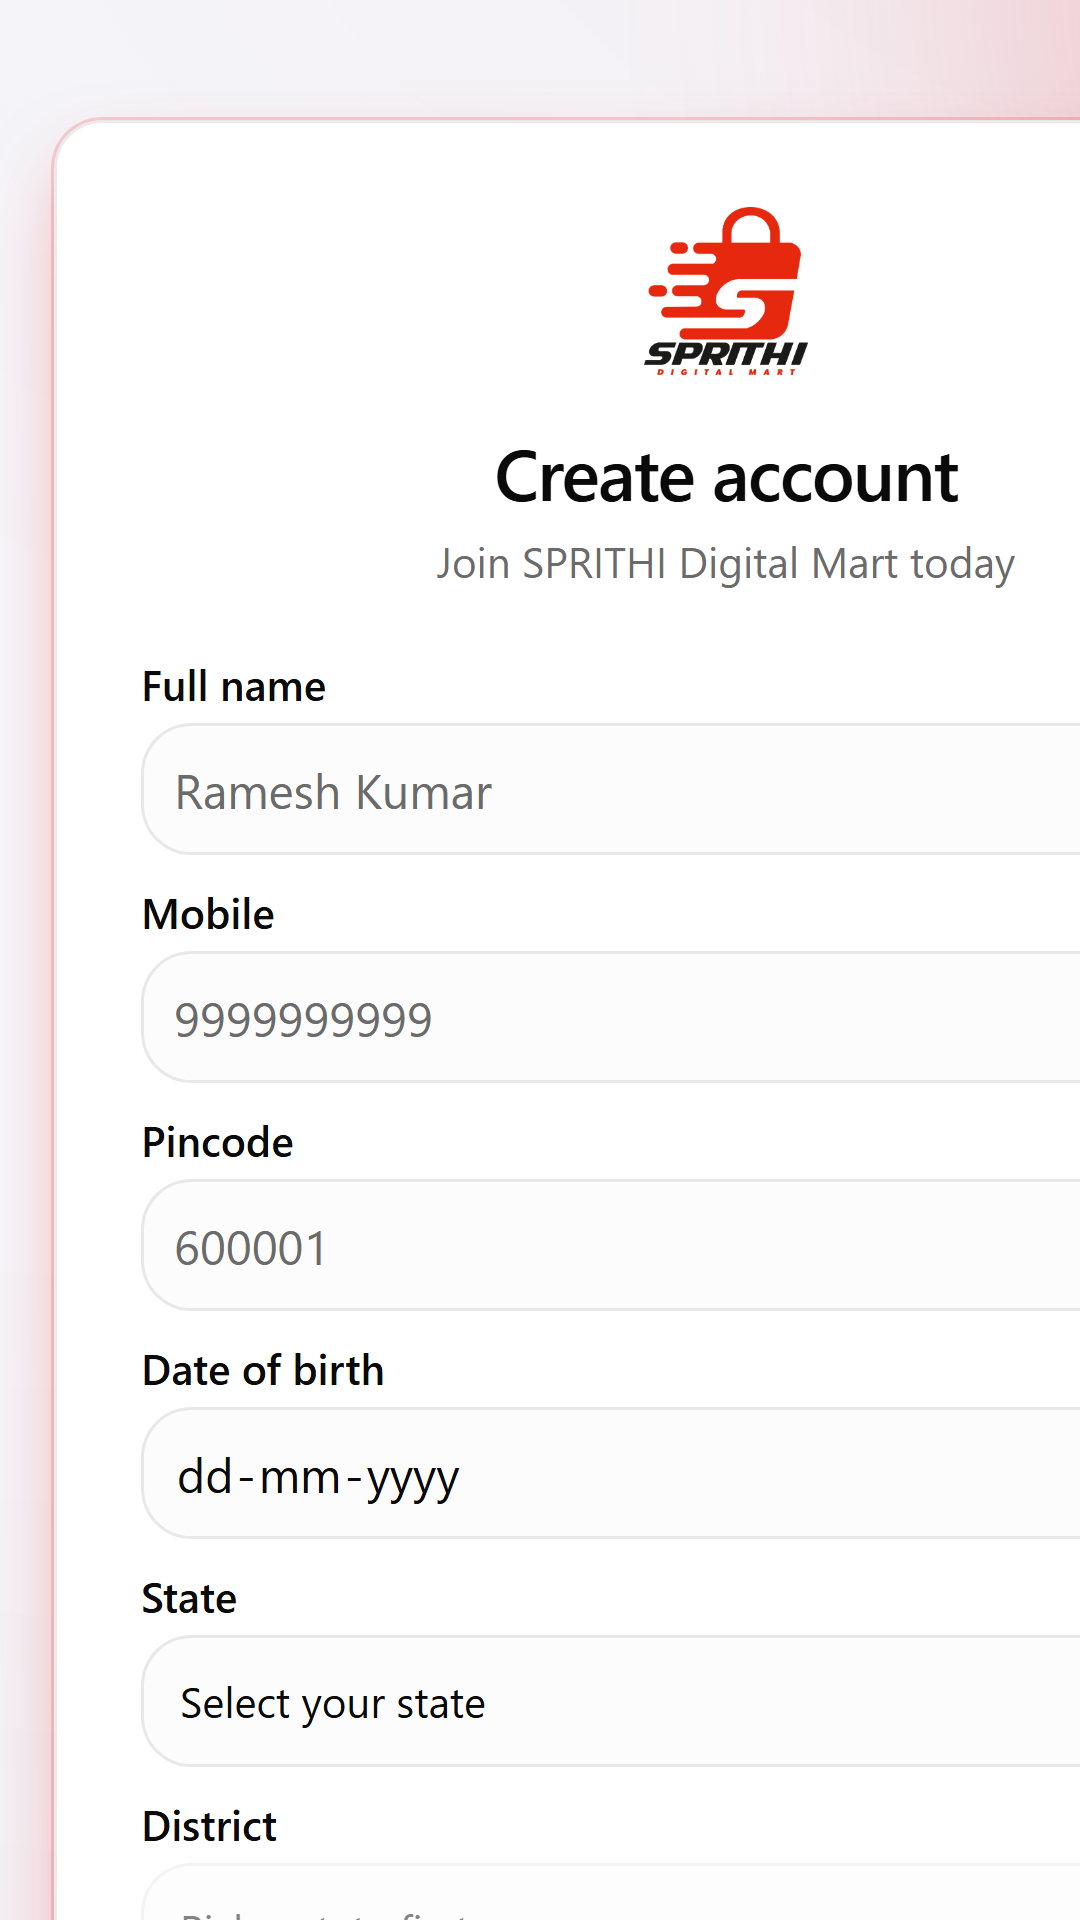 SPRITHI
DIGITAL MART
Create account
Join SPRITHI Digital Mart today
Full name
Ramesh Kumar
Mobile
9999999999
Pincode
600001
Date of birth
dd-mm-yyyy
State
Select your state
District